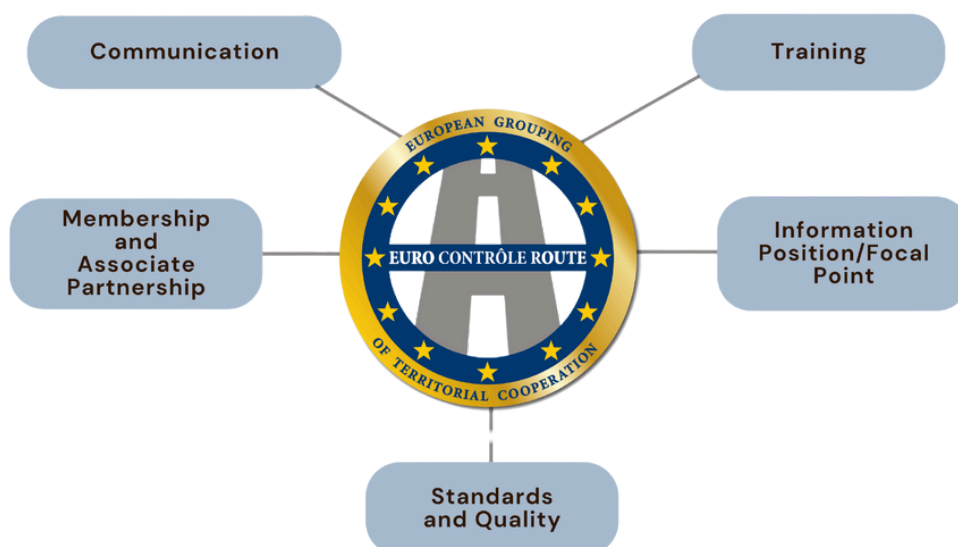 Communication
Training
EUROPEAN GROUPING
Membership
and
Associate
Partnership
EURO CONTRÔLE ROUTE
Information
Position/Focal
Point
OF TERRITORIAL COOPERATION
Standards
and Quality